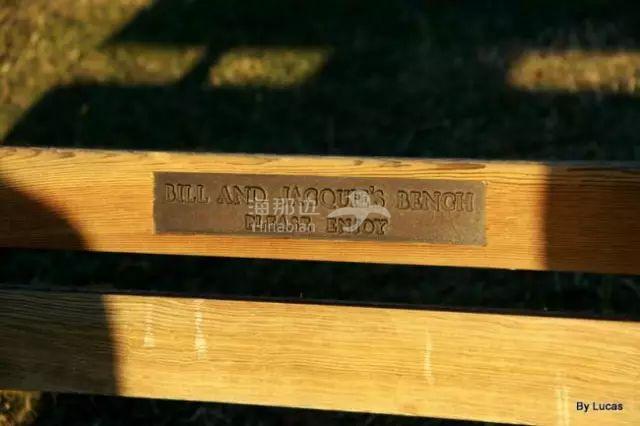 BILL AND JACQUE'S BENCH
PLEASE ENJOY
海那边
Hinabian
By Lucas